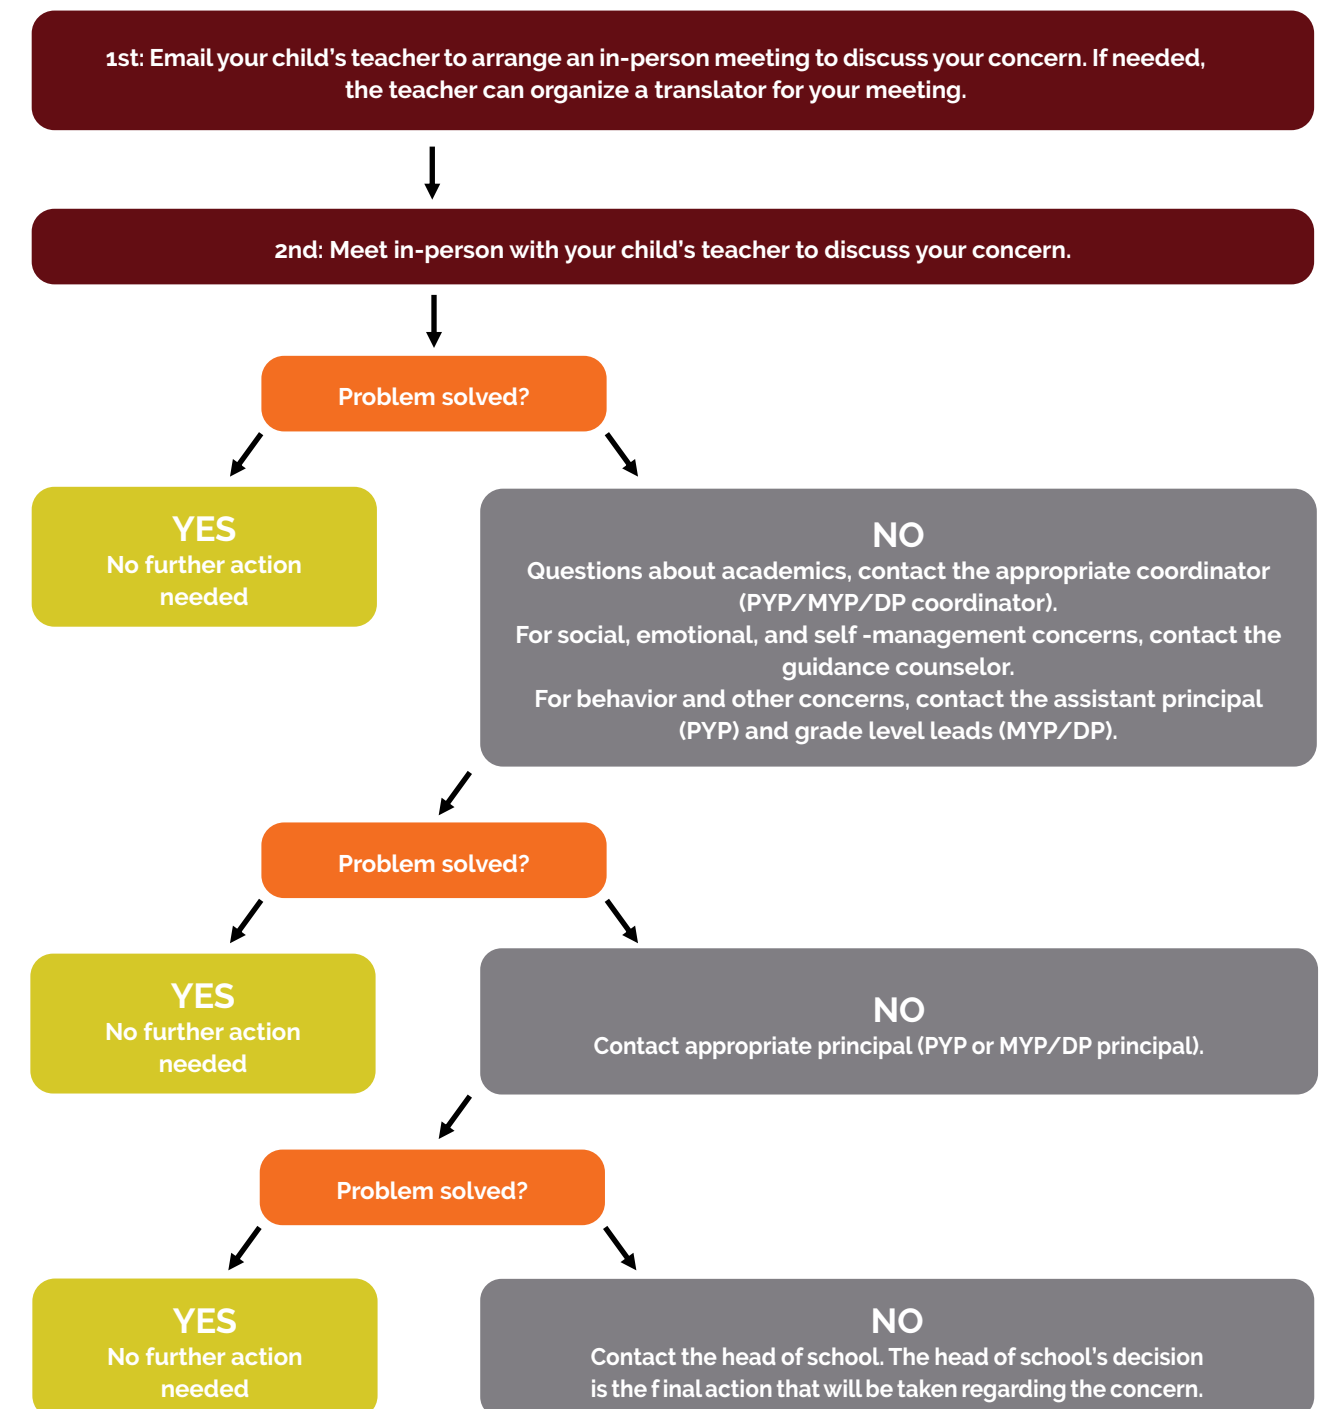 1st: Email your child's teacher to arrange an in-person meeting to discuss your concern. If needed,
the teacher can organize a translator for your meeting.
2nd: Meet in-person with your child's teacher to discuss your concern.
Problem solved?
YES
No further action
needed
NO
Questions about academics, contact the appropriate coordinator
(PYP/MYP/DP coordinator).
For social, emotional, and self -management concerns, contact the
guidance counselor.
For behavior and other concerns, contact the assistant principal
(PYP) and grade level leads (MYP/DP).
Problem solved?
YES
No further action
needed
NO
Contact appropriate principal (PYP or MYP/DP principal).
Problem solved?
YES
No further action
needed
NO
Contact the head of school. The head of school's decision
is the f inal action that will be taken regarding the concern.